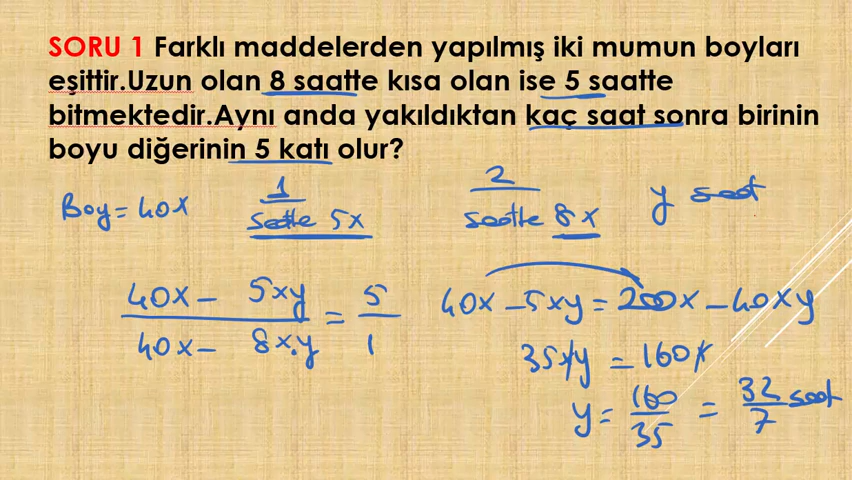 SORU 1 Farklı maddelerden yapılmış iki mumun boyları
eşittir.Uzun olan 8 saatte kısa olan ise 5 saatte
bitmektedir.Aynı anda yakıldıktan kaç saat sonra birinin
boyu diğerinin 5 katı olur?
Boy = 40x
1
saatte 5x
2
saatte 8x
y saat
40x - 5xy / 40x - 8x.y = 5 / 1
40x - 5xy = 200x - 40xy
35xy = 160x
y = 160/35 = 32/7 saat